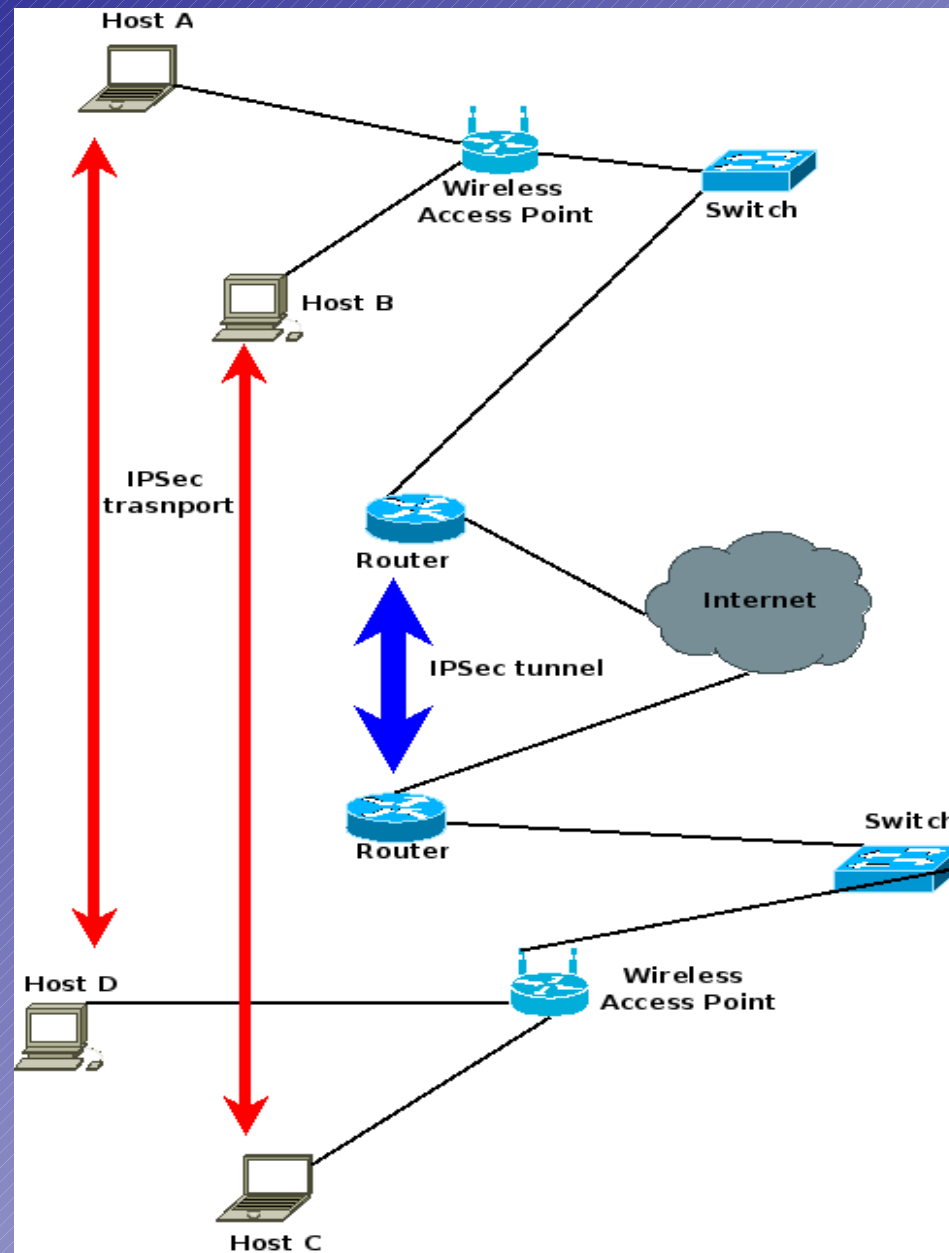 Host A
Wireless
Access Point
Switch
Host B
IPSec
trasnport
Router
Internet
IPSec tunnel
Router
Switch
Host D
Wireless
Access Point
Host C